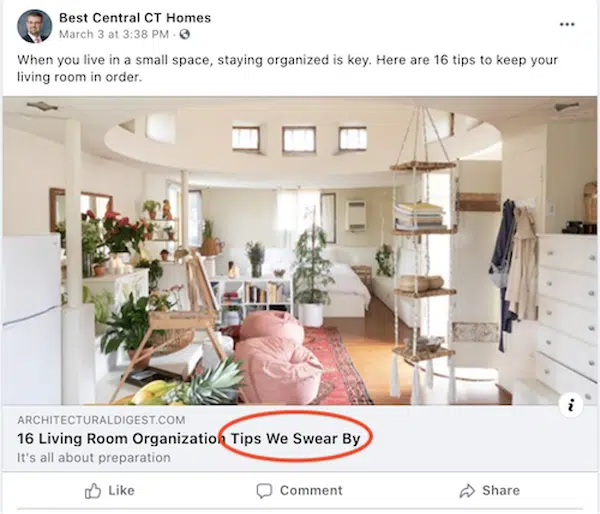 Best Central CT Homes
March 3 at 3:38 PM ·
When you live in a small space, staying organized is key. Here are 16 tips to keep your
living room in order.
i
ARCHITECTURALDIGEST.COM
16 Living Room Organization Tips We Swear By
It's all about preparation
Like
Comment
Share